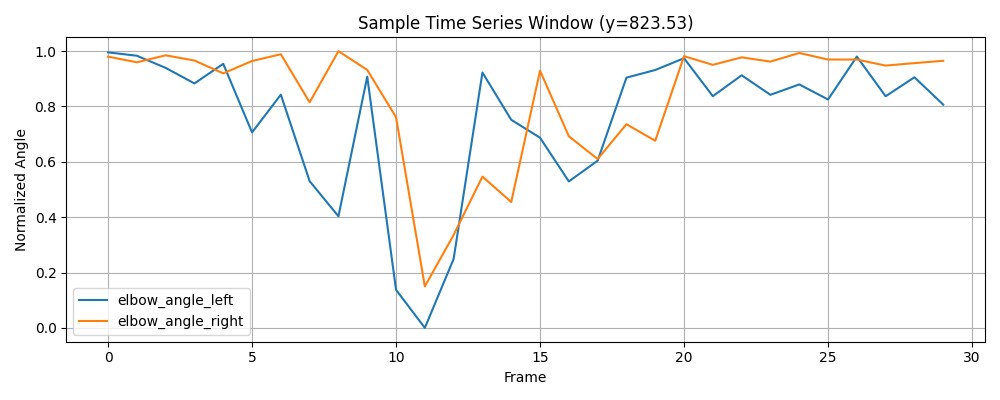 Sample Time Series Window (y=823.53)
1.0
0.8
0.6
0.4
0.2
0.0
Normalized Angle
elbow_angle_left
elbow_angle_right
0 5 10 15 20 25 30
Frame